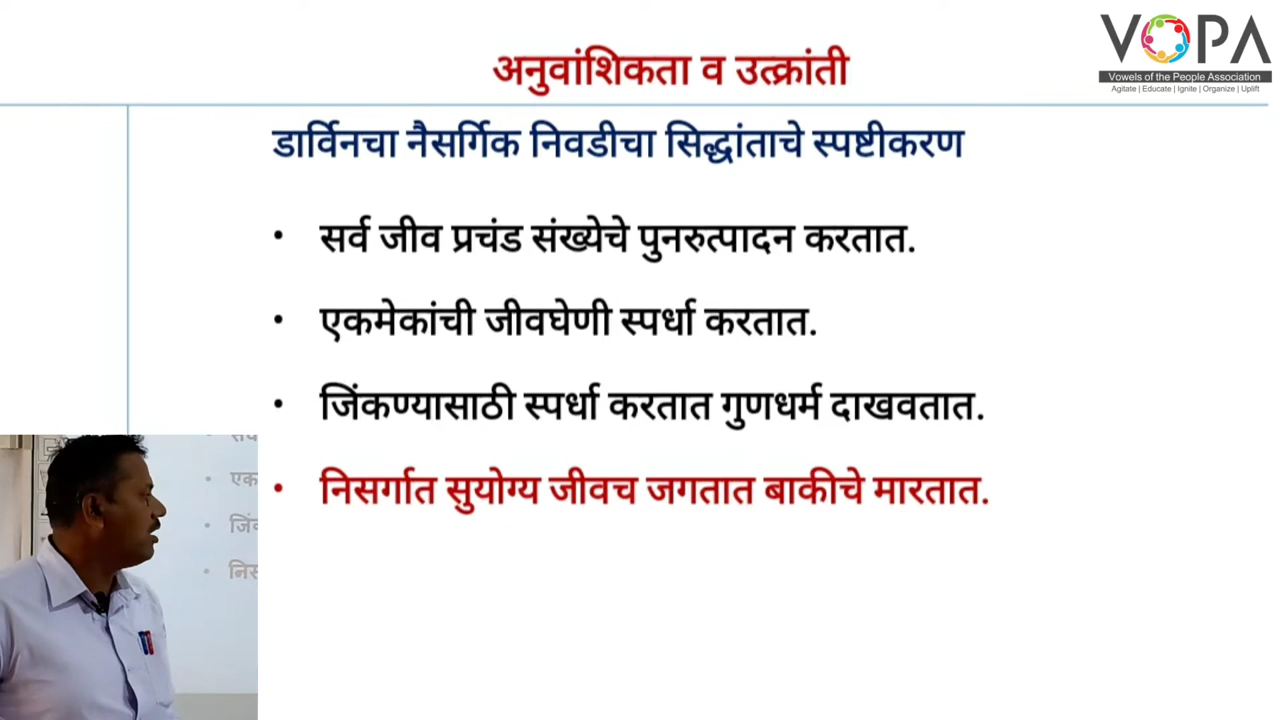 VOPA
Vowels of the People Association
Agitate | Educate | Ignite | Organize | Uplift
अनुवांशिकता व उत्क्रांती
डार्विनचा नैसर्गिक निवडीचा सिद्धांताचे स्पष्टीकरण
• सर्व जीव प्रचंड संख्येचे पुनरुत्पादन करतात.
• एकमेकांची जीवघेणी स्पर्धा करतात.
• जिंकण्यासाठी स्पर्धा करतात गुणधर्म दाखवतात.
• निसर्गात सुयोग्य जीवच जगतात बाकीचे मारतात.